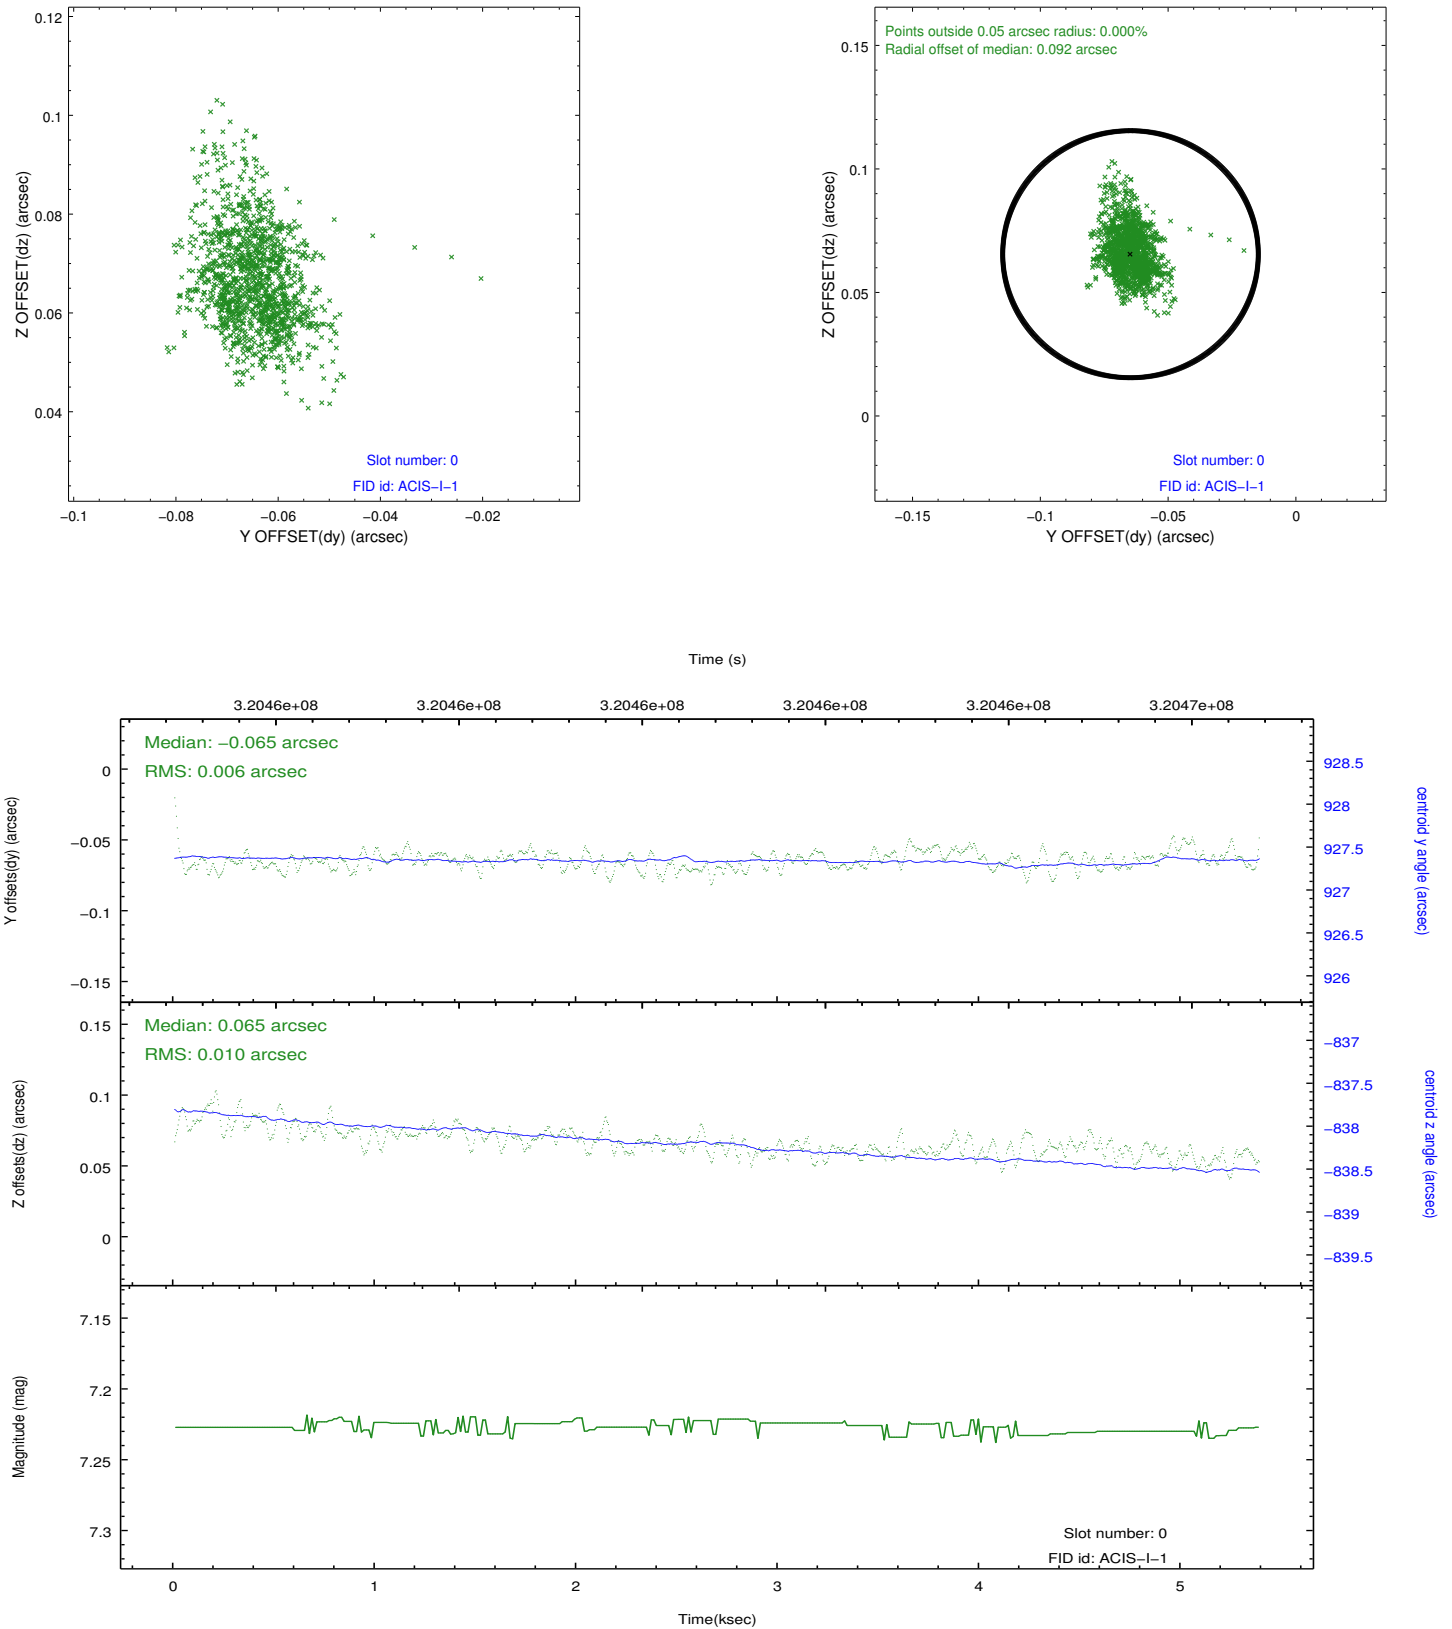 0.12
0.1
0.08
0.06
0.04
Z OFFSET(dz) (arcsec)
Slot number: 0
FID id: ACIS−I−1
−0.1
−0.08
−0.06
−0.04
−0.02
Y OFFSET(dy) (arcsec)
Points outside 0.05 arcsec radius: 0.000%
Radial offset of median: 0.092 arcsec
0.15
0.1
0.05
0
Z OFFSET(dz) (arcsec)
Slot number: 0
FID id: ACIS−I−1
−0.15
−0.1
−0.05
0
Y OFFSET(dy) (arcsec)
Time (s)
3.2046e+08
3.2046e+08
3.2046e+08
3.2046e+08
3.2046e+08
3.2047e+08
Median: −0.065 arcsec
RMS: 0.006 arcsec
0
−0.05
−0.1
−0.15
Y offsets(dy) (arcsec)
928.5
928
927.5
927
926.5
926
centroid y angle (arcsec)
Median: 0.065 arcsec
RMS: 0.010 arcsec
0.15
0.1
0.05
0
Z offsets(dz) (arcsec)
−837
−837.5
−838
−838.5
−839
−839.5
centroid z angle (arcsec)
7.15
7.2
7.25
7.3
Magnitude (mag)
Slot number: 0
FID id: ACIS−I−1
0
1
2
3
4
5
Time(ksec)